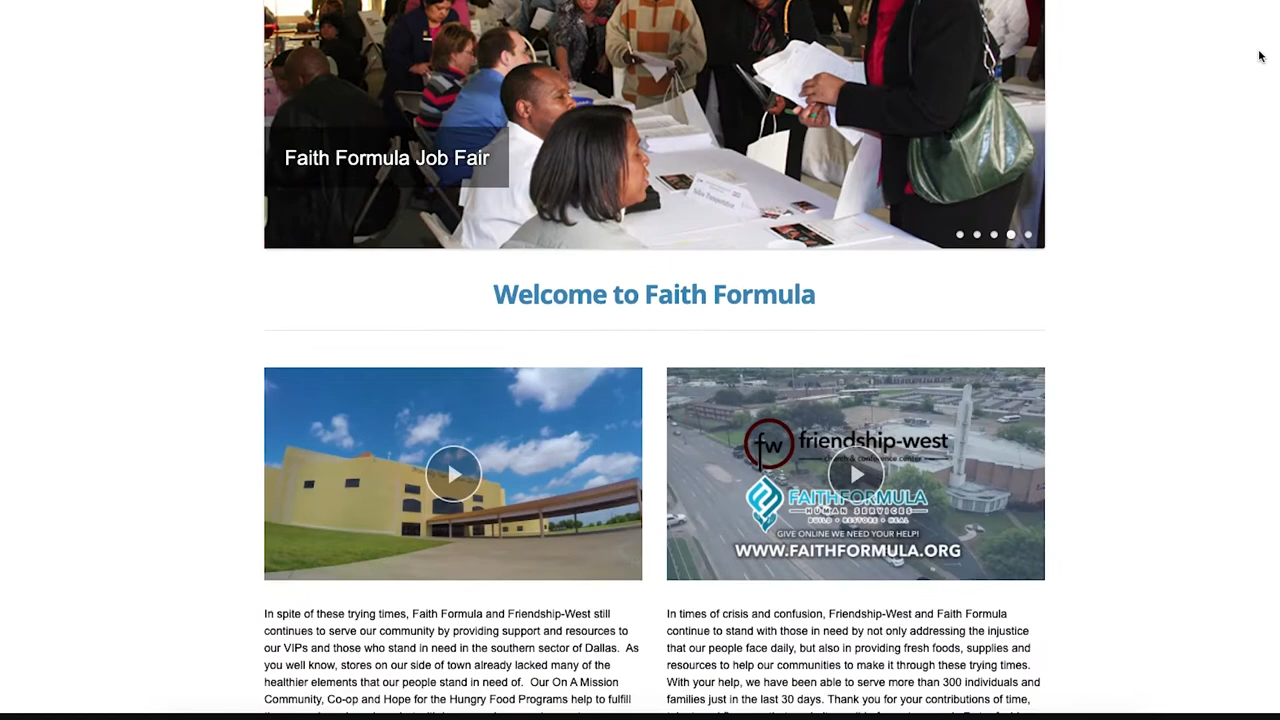 Faith Formula Job Fair
Welcome to Faith Formula
fw friendship-west
church & conference center
FAITHFORMULA
HUMAN SERVICES
BUILD • RESTORE • HEAL
GIVE ONLINE WE NEED YOUR HELP!
WWW.FAITHFORMULA.ORG
In spite of these trying times, Faith Formula and Friendship-West still
continues to serve our community by providing support and resources to
our VIPs and those who stand in need in the southern sector of Dallas. As
you well know, stores on our side of town already lacked many of the
healthier elements that our people stand in need of. Our On A Mission
Community, Co-op and Hope for the Hungry Food Programs help to fulfill
In times of crisis and confusion, Friendship-West and Faith Formula
continue to stand with those in need by not only addressing the injustice
that our people face daily, but also in providing fresh foods, supplies and
resources to help our communities to make it through these trying times.
With your help, we have been able to serve more than 300 individuals and
families just in the last 30 days. Thank you for your contributions of time,